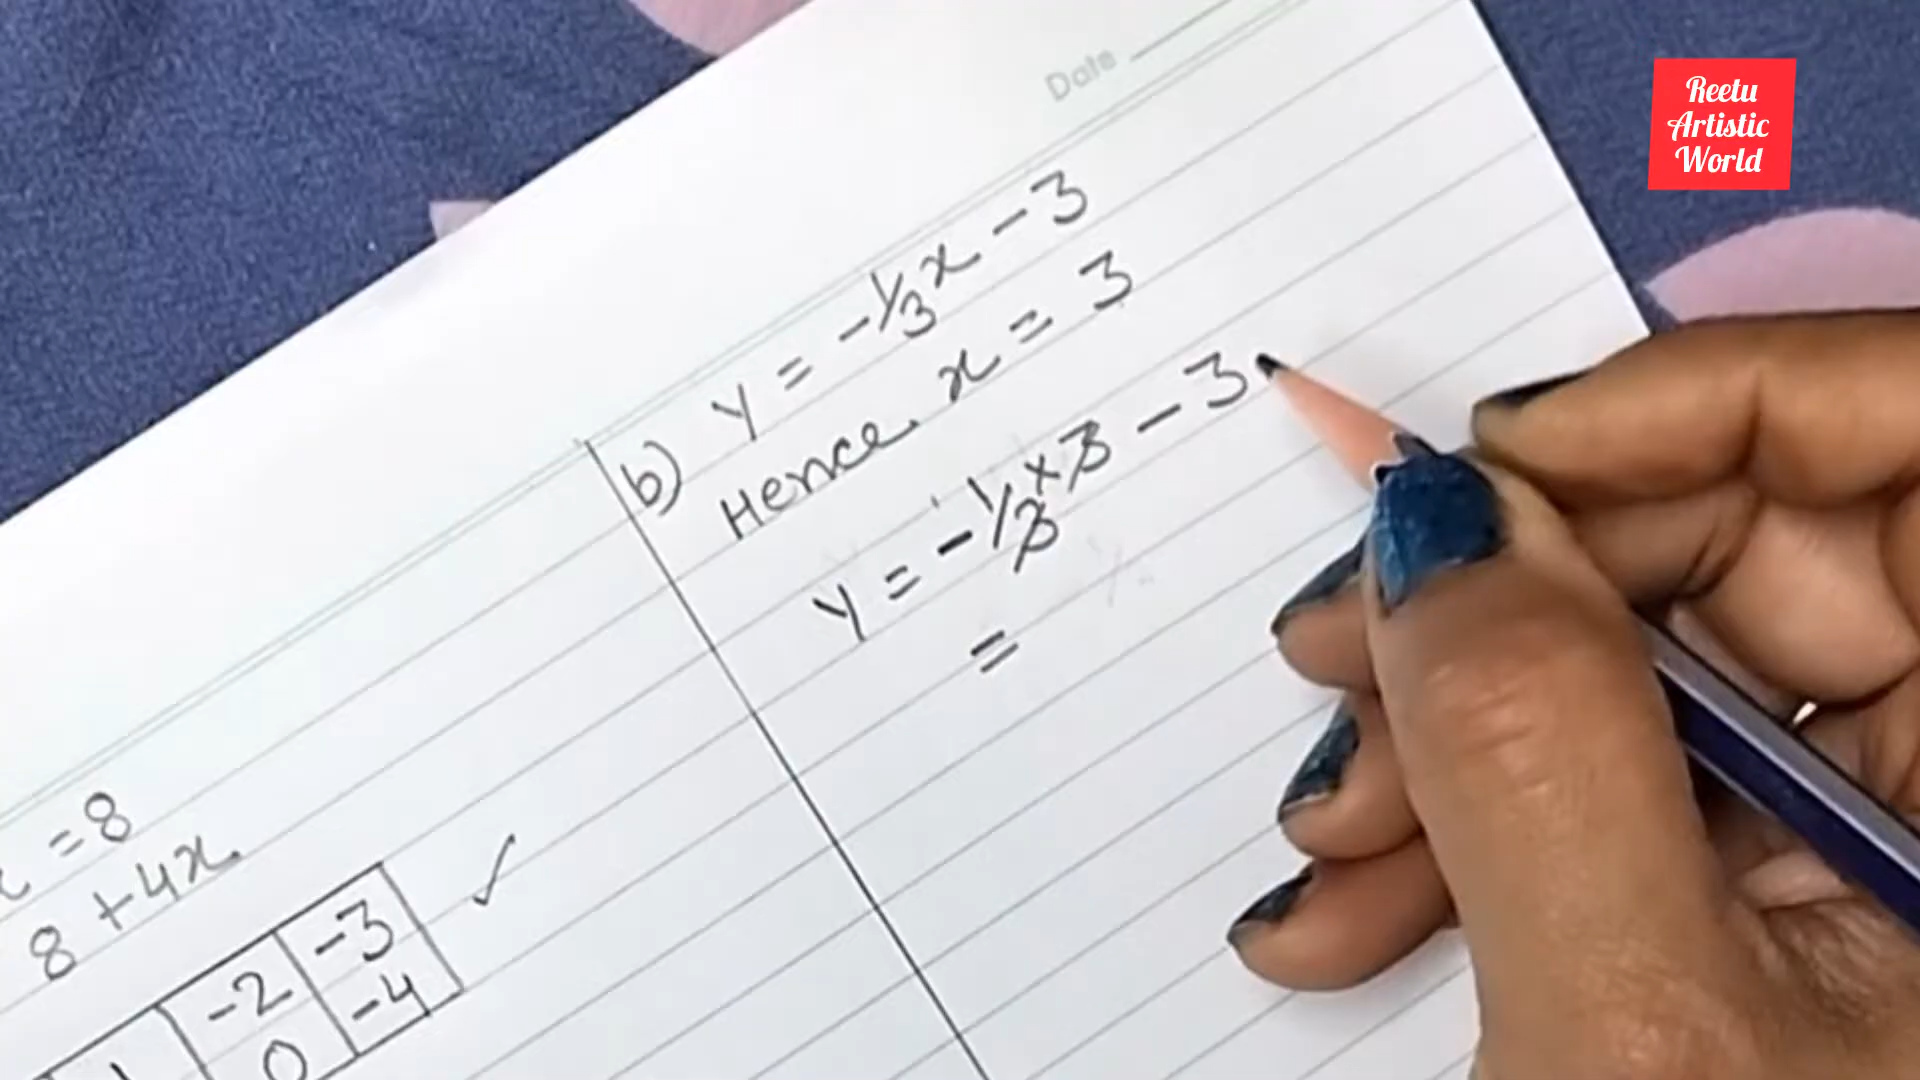 Date
b) y = -1/3 x - 3
Hence, x = 3
y = -1/3 x 3 - 3
=
= 8
8 + 4x
-2 -3
0 -4
Reetu
Artistic
World